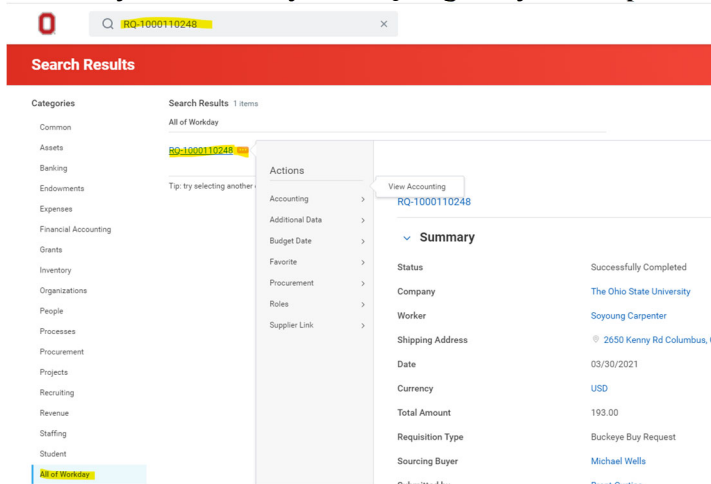 RQ-1000110248
Search Results
Categories
Common
Assets
Banking
Endowments
Expenses
Financial Accounting
Grants
Inventory
Organizations
People
Processes
Procurement
Projects
Recruiting
Revenue
Staffing
Student
All of Workday
Search Results 1 items
All of Workday
RQ-1000110248
Tip: try selecting another
Actions
Accounting
Additional Data
Budget Date
Favorite
Procurement
Roles
Supplier Link
View Accounting
RQ-1000110248
Summary
Status Successfully Completed
Company The Ohio State University
Worker Soyoung Carpenter
Shipping Address 2650 Kenny Rd Columbus,
Date 03/30/2021
Currency USD
Total Amount 193.00
Requisition Type Buckeye Buy Request
Sourcing Buyer Michael Wells